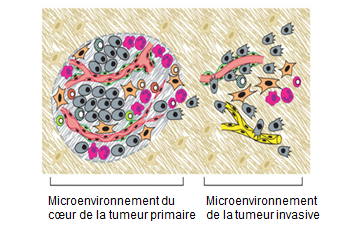 Microenvironnement du
cœur de la tumeur primaire
Microenvironnement
de la tumeur invasive